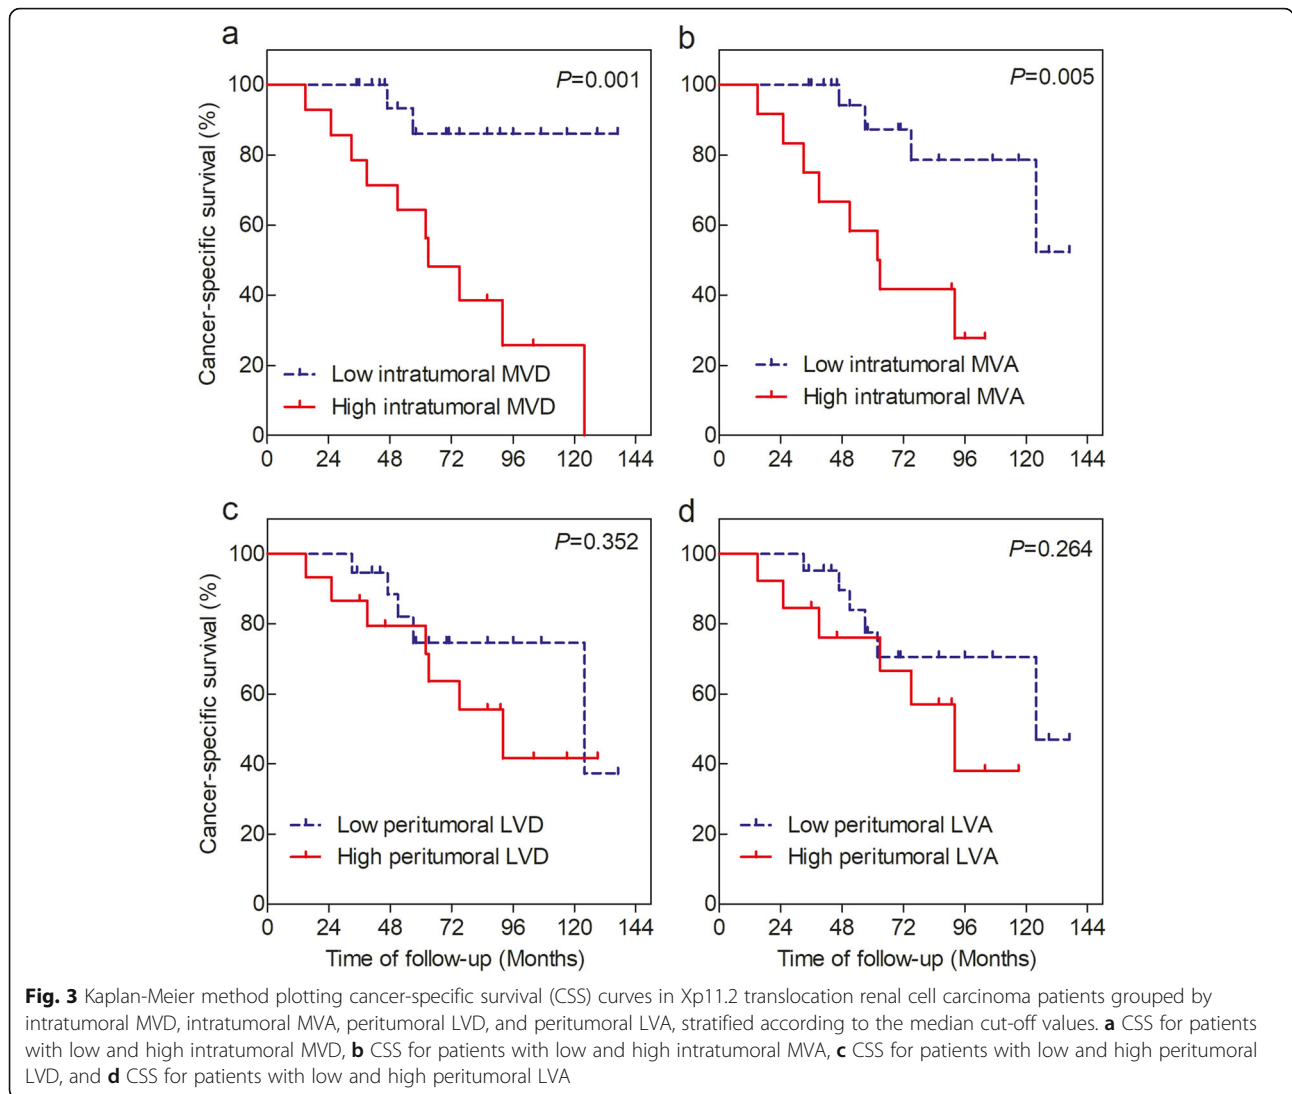 a
P=0.001
Cancer-specific survival (%)
100
80
60
40
20
0
Low intratumoral MVD
High intratumoral MVD
0 24 48 72 96 120 144
b
P=0.005
100
80
60
40
20
0
Low intratumoral MVA
High intratumoral MVA
0 24 48 72 96 120 144
c
P=0.352
Cancer-specific survival (%)
100
80
60
40
20
0
Low peritumoral LVD
High peritumoral LVD
0 24 48 72 96 120 144
Time of follow-up (Months)
d
P=0.264
100
80
60
40
20
0
Low peritumoral LVA
High peritumoral LVA
0 24 48 72 96 120 144
Time of follow-up (Months)
Fig. 3 Kaplan-Meier method plotting cancer-specific survival (CSS) curves in Xp11.2 translocation renal cell carcinoma patients grouped by
intratumoral MVD, intratumoral MVA, peritumoral LVD, and peritumoral LVA, stratified according to the median cut-off values. a CSS for patients
with low and high intratumoral MVD, b CSS for patients with low and high intratumoral MVA, c CSS for patients with low and high peritumoral
LVD, and d CSS for patients with low and high peritumoral LVA